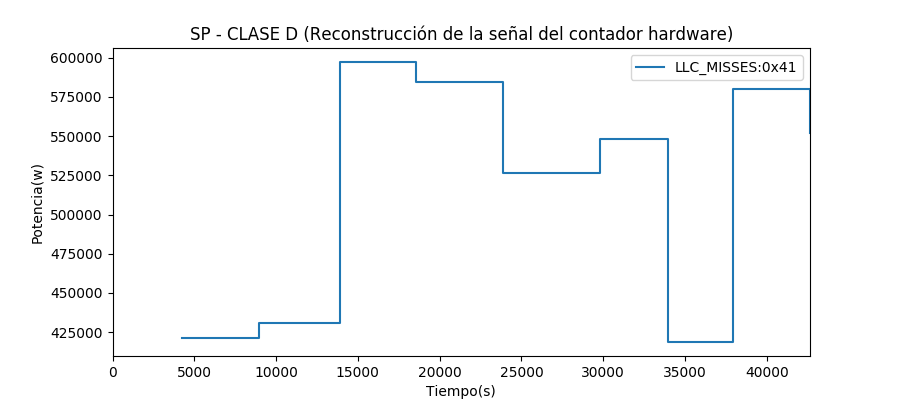 SP - CLASE D (Reconstrucción de la señal del contador hardware)
LLC_MISSES:0x41
600000
575000
550000
525000
500000
475000
450000
425000
Potencia(w)
0 5000 10000 15000 20000 25000 30000 35000 40000
Tiempo(s)